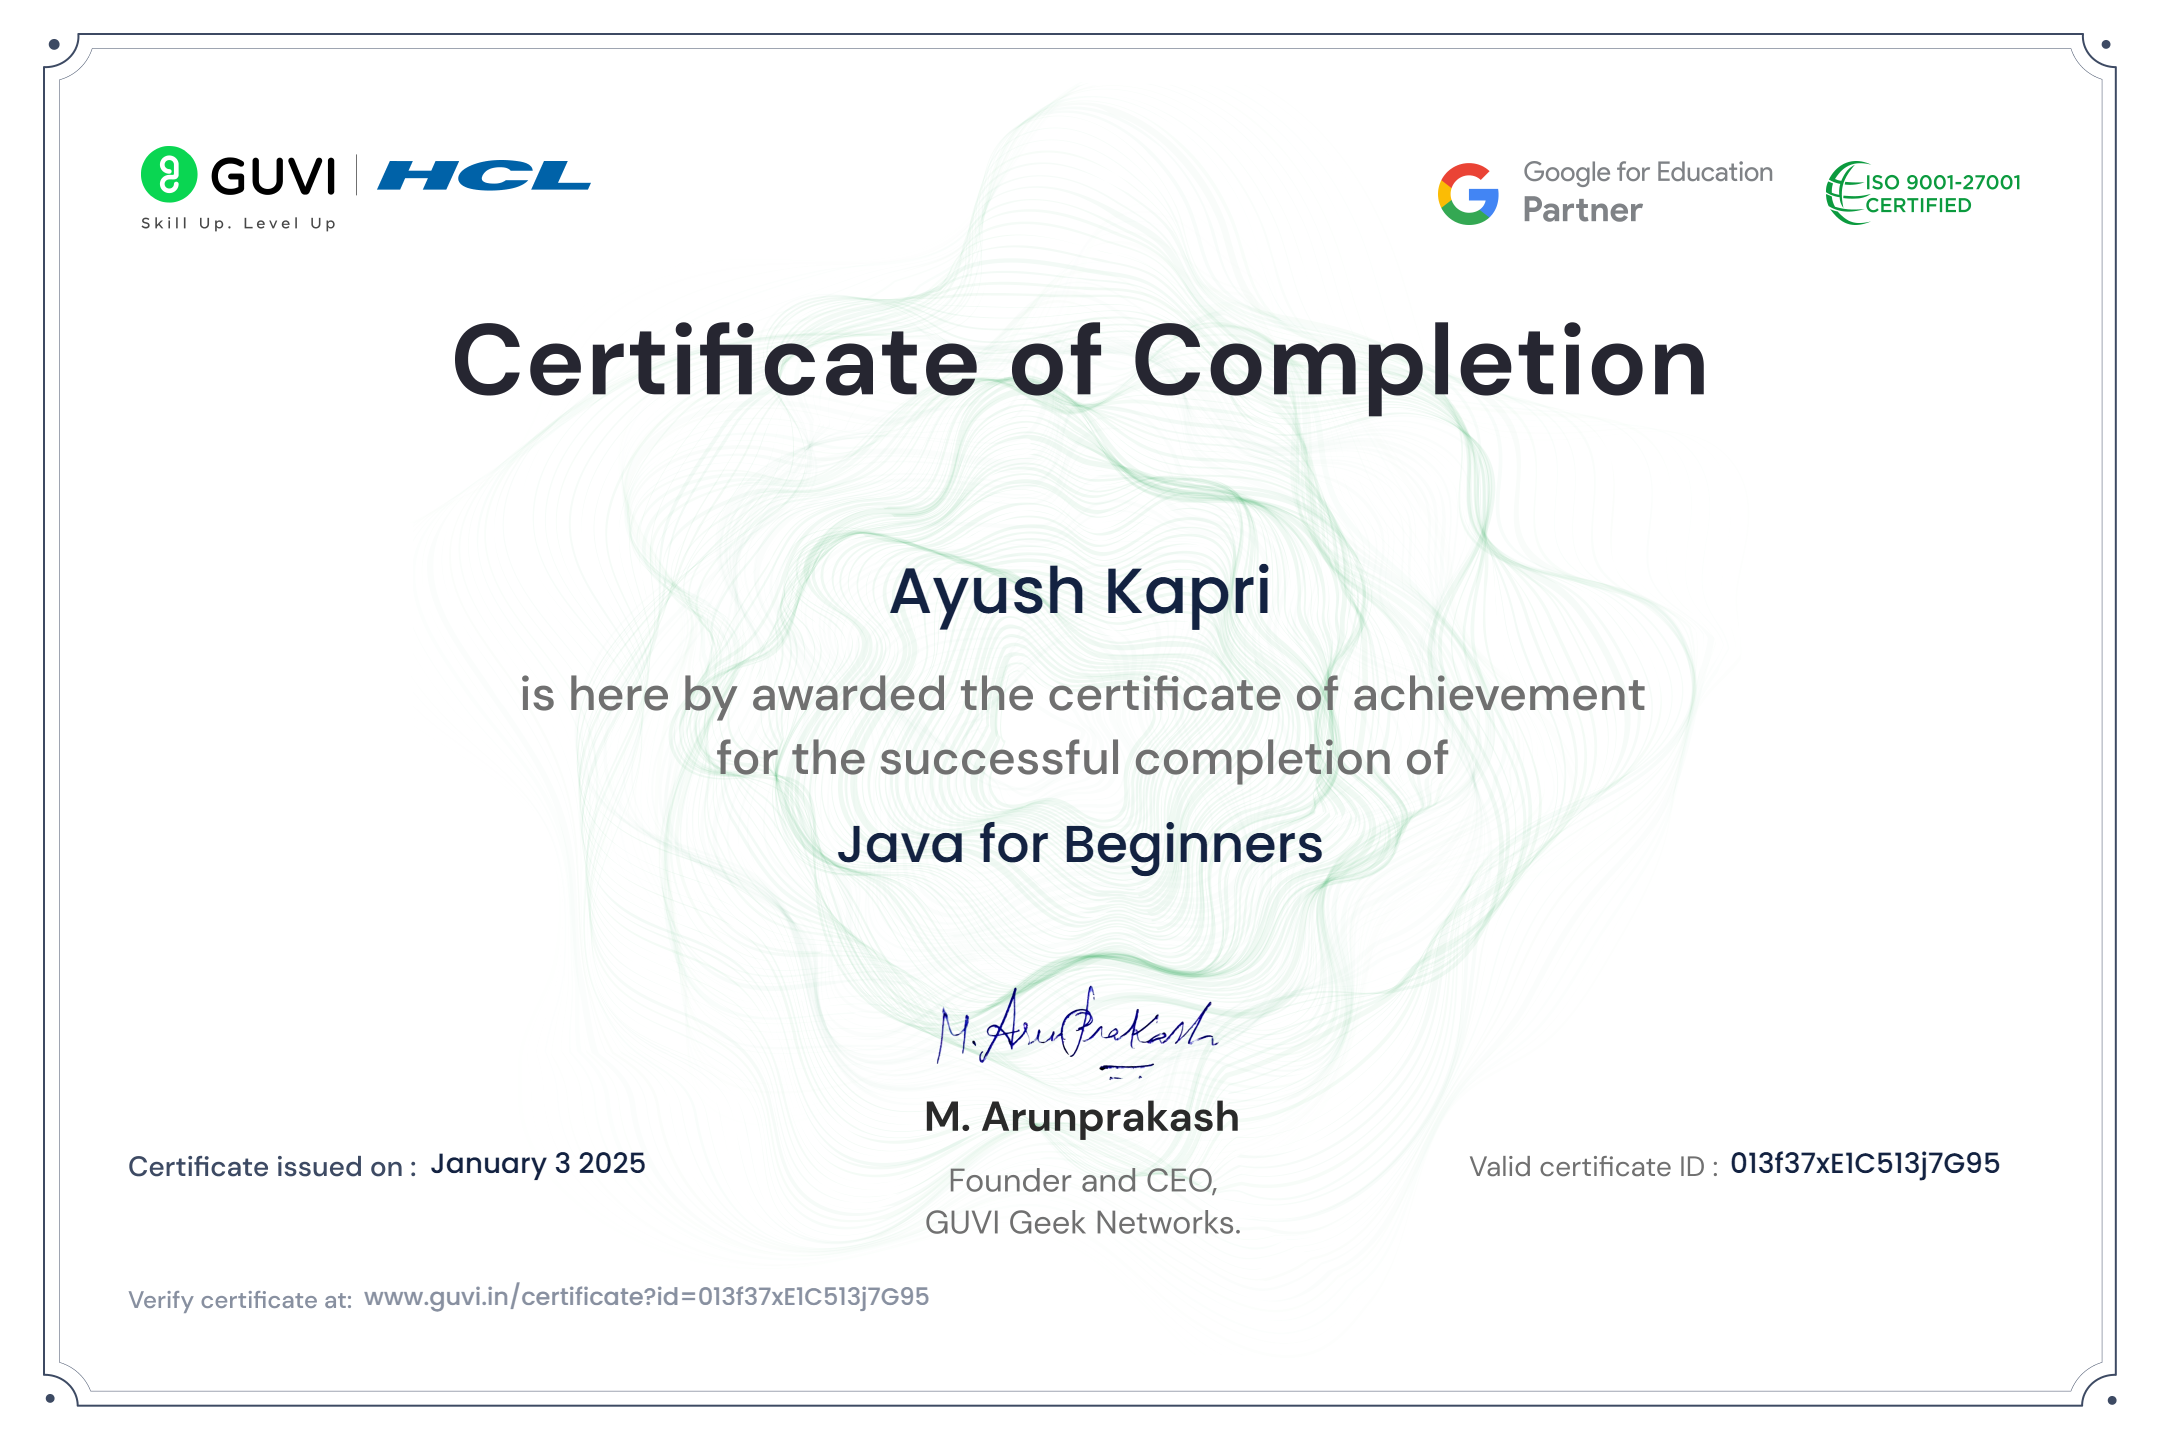 GUVI | HCL
Skill Up. Level Up
Google for Education
Partner
ISO 9001-27001
CERTIFIED
Certificate of Completion
Ayush Kapri
is here by awarded the certificate of achievement
for the successful completion of
Java for Beginners
M. ArunPrakash
M. Arunprakash
Founder and CEO,
GUVI Geek Networks.
Certificate issued on : January 3 2025
Valid certificate ID : 013f37xE1C513j7G95
Verify certificate at: www.guvi.in/certificate?id=013f37xE1C513j7G95